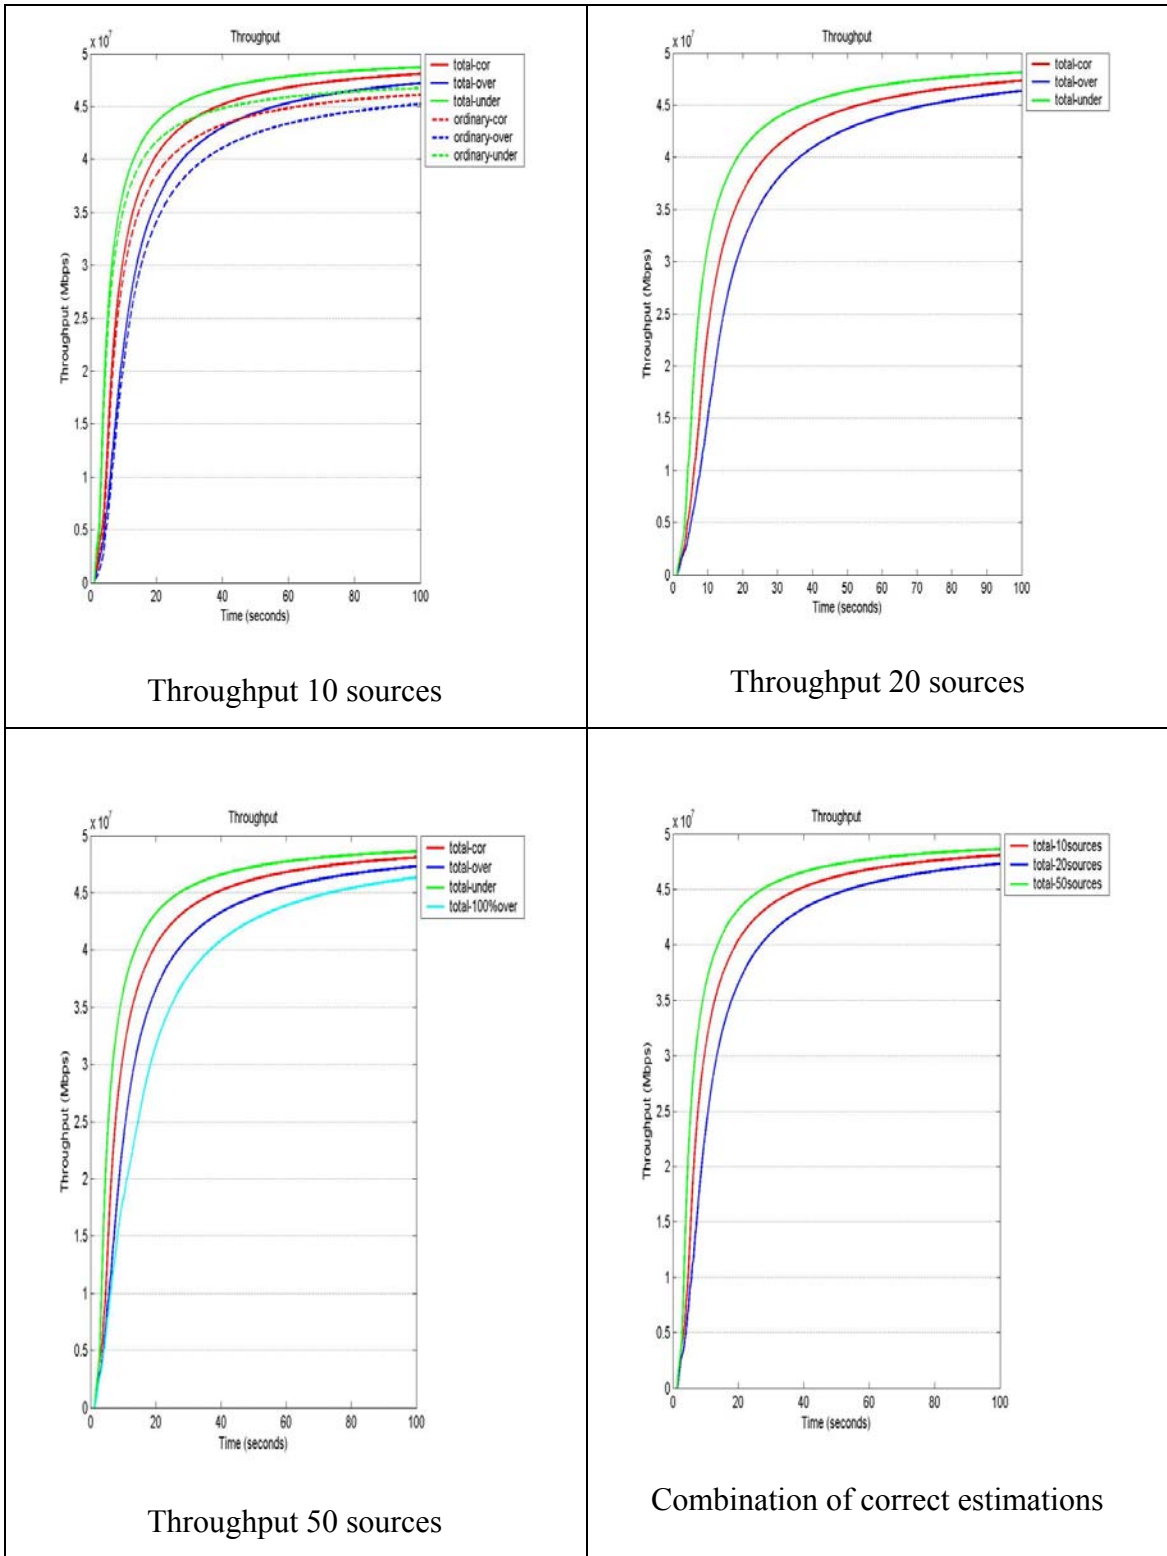 Throughput
x 10^7
5
4.5
4
3.5
3
2.5
2
1.5
1
0.5
0
Throughput (Mbps)
0 20 40 60 80 100
Time (seconds)
total-cor
total-over
total-under
ordinary-cor
ordinary-over
ordinary-under
Throughput 10 sources
Throughput
x 10^7
5
4.5
4
3.5
3
2.5
2
1.5
1
0.5
0
Throughput (Mbps)
0 10 20 30 40 50 60 70 80 90 100
Time (seconds)
total-cor
total-over
total-under
Throughput 20 sources
Throughput
x 10^7
5
4.5
4
3.5
3
2.5
2
1.5
1
0.5
0
Throughput (Mbps)
0 20 40 60 80 100
Time (seconds)
total-cor
total-over
total-under
total-100%over
Throughput 50 sources
Throughput
x 10^7
5
4.5
4
3.5
3
2.5
2
1.5
1
0.5
0
Throughput (Mbps)
0 20 40 60 80 100
Time (seconds)
total-10sources
total-20sources
total-50sources
Combination of correct estimations